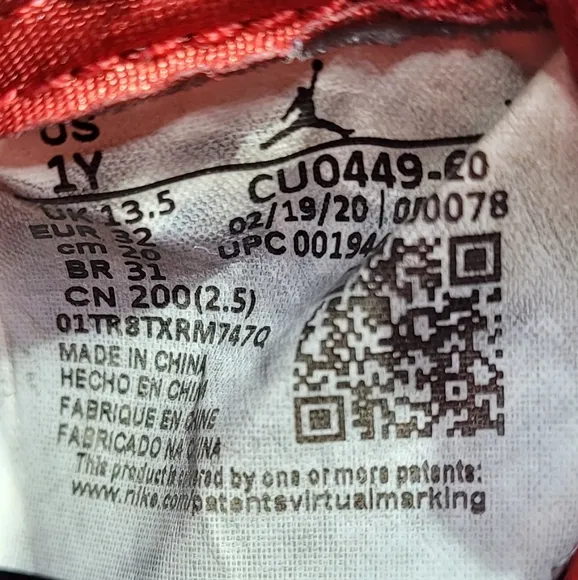 US
1Y
UK 13.5
EUR 32
cm 20
BR 31
CN 200(2.5)
01TR8TXRM747Q
CU0449-
02/19/20 | 0078
UPC 00194
MADE IN CHINA
HECHO EN CHINA
FABRIQUE EN CHINE
FABRICADO NA CHINA
This product is covered by one or more patents:
www.nike.com/patentsvirtualmarking